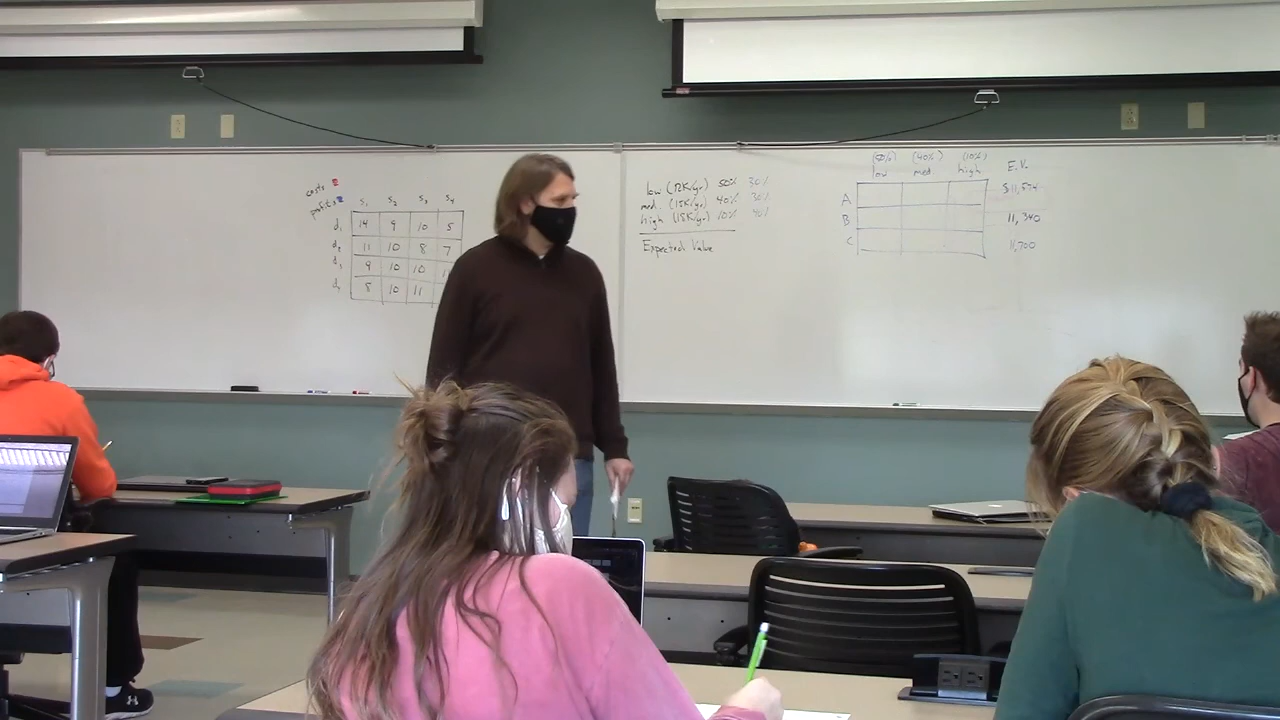 costs
profits
S₁ S₂ S₃ S₄
d₁ 14 9 10 5
d₂ 11 10 8 7
d₃ 9 10 10
d₄ 8 10 11
low (12K/yr) 50% 30%
med. (15K/yr) 40% 30%
high (18K/yr) 10% 40%
Expected Value
(50%) (40%) (10%)
low med high E.V.
A
B 11,340
C 11,700